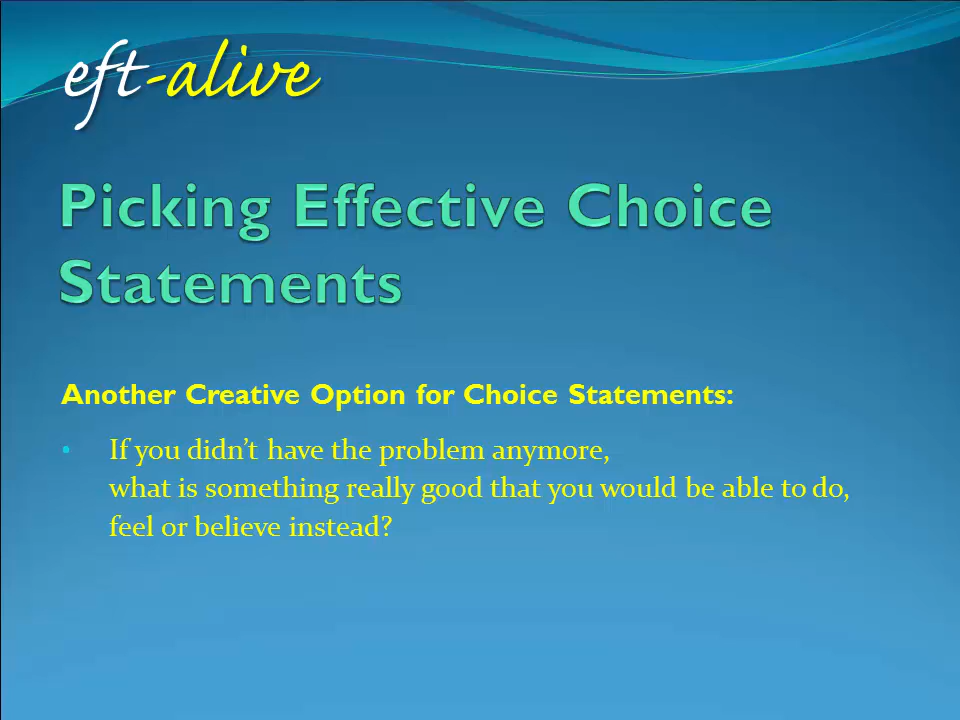 eft-alive
Picking Effective Choice
Statements
Another Creative Option for Choice Statements:
• If you didn’t have the problem anymore,
what is something really good that you would be able to do,
feel or believe instead?